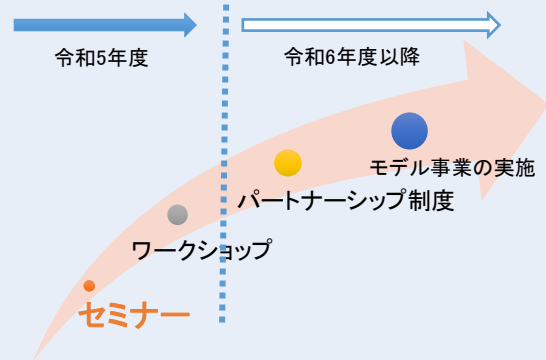 令和5年度
令和6年度以降
モデル事業の実施
パートナーシップ制度
ワークショップ
セミナー